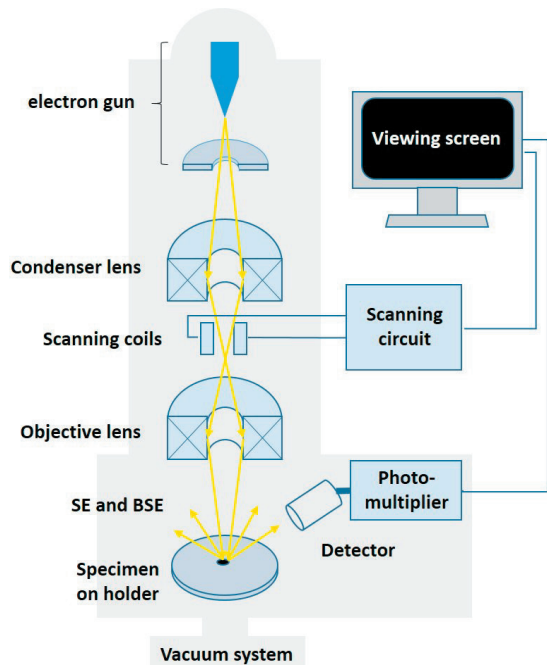 electron gun
Viewing screen
Condenser lens
Scanning coils
Scanning
circuit
Objective lens
SE and BSE
Photo-
multiplier
Detector
Specimen
on holder
Vacuum system